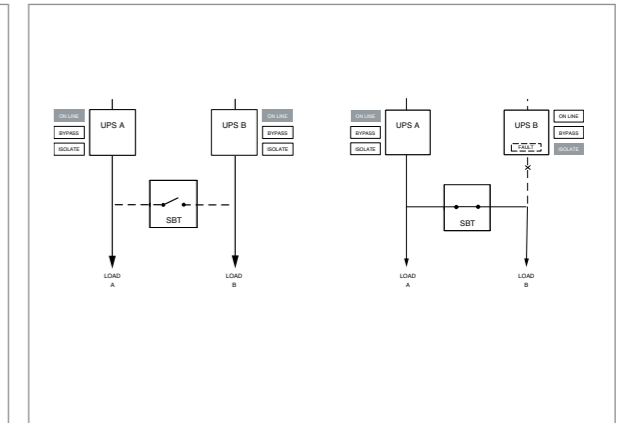 ON LINE
BYPASS
ISOLATE
UPS A
UPS B
ON LINE
BYPASS
ISOLATE
SBT
LOAD
A
LOAD
B
ON LINE
BYPASS
ISOLATE
UPS A
UPS B
FAULT
ON LINE
BYPASS
ISOLATE
SBT
LOAD
A
LOAD
B